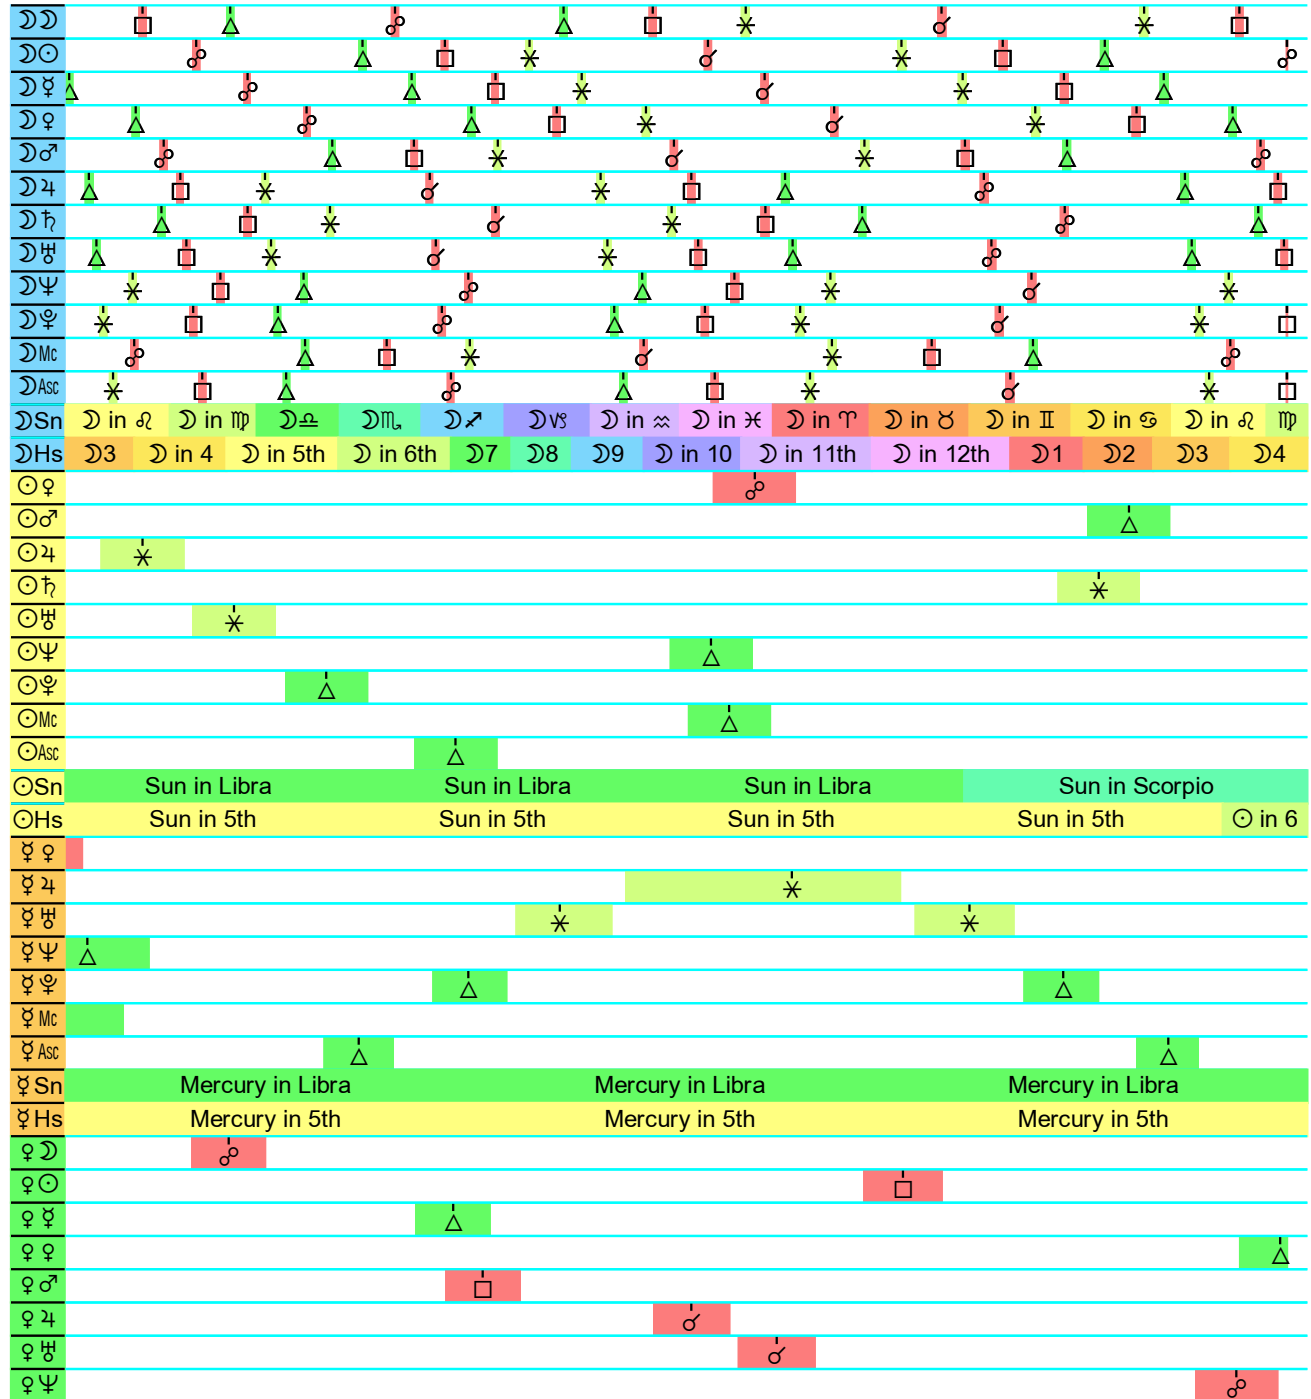 ☽☽ □ △ ☍ △ □ ⚹ ☌ ⚹ □
☽☉ ☍ △ □ ⚹ ☌ ⚹ □ △ ☍
☽☿ △ ☍ △ □ ⚹ ☌ ⚹ □ △
☽♀ △ ☍ △ □ ⚹ ☌ ⚹ □ △
☽♂ ☍ △ □ ⚹ ☌ ⚹ □ △ ☍
☽♃ △ □ ⚹ ☌ ⚹ □ △ ☍ △ □
☽♄ △ □ ⚹ ☌ ⚹ □ △ ☍ △
☽♅ △ □ ⚹ ☌ ⚹ □ △ ☍ △ □
☽♆ ⚹ □ △ ☍ △ □ ⚹ ☌ ⚹
☽⯓ ⚹ □ △ ☍ △ □ ⚹ ☌ ⚹ □
☽Mc ☍ △ □ ⚹ ☌ ⚹ □ △ ☍
☽Asc ⚹ □ △ ☍ △ □ ⚹ ☌ ⚹ □
☽Sn ☽ in ♌ ☽ in ♍ ☽♎ ☽♏ ☽♐ ☽♑ ☽ in ♒ ☽ in ♓ ☽ in ♈ ☽ in ♉ ☽ in ♊ ☽ in ♋ ☽ in ♌ ♍
☽Hs ☽3 ☽ in 4 ☽ in 5th ☽ in 6th ☽7 ☽8 ☽9 ☽ in 10 ☽ in 11th ☽ in 12th ☽1 ☽2 ☽3 ☽4
☉♀ ☍
☉♂ △
☉♃ ⚹
☉♄ ⚹
☉♅ ⚹
☉♆ △
☉⯓ △
☉Mc △
☉Asc △
☉Sn Sun in Libra Sun in Libra Sun in Libra Sun in Scorpio
☉Hs Sun in 5th Sun in 5th Sun in 5th Sun in 5th ☉ in 6
☿♀
☿♃ ⚹
☿♅ ⚹ ⚹
☿♆ △
☿⯓ △ △
☿Mc
☿Asc △ △
☿Sn Mercury in Libra Mercury in Libra Mercury in Libra
☿Hs Mercury in 5th Mercury in 5th Mercury in 5th
♀☽ ☍
♀☉ □
♀☿ △
♀♀ △
♀♂ □
♀♃ ☌
♀♅ ☌
♀♆ ☍